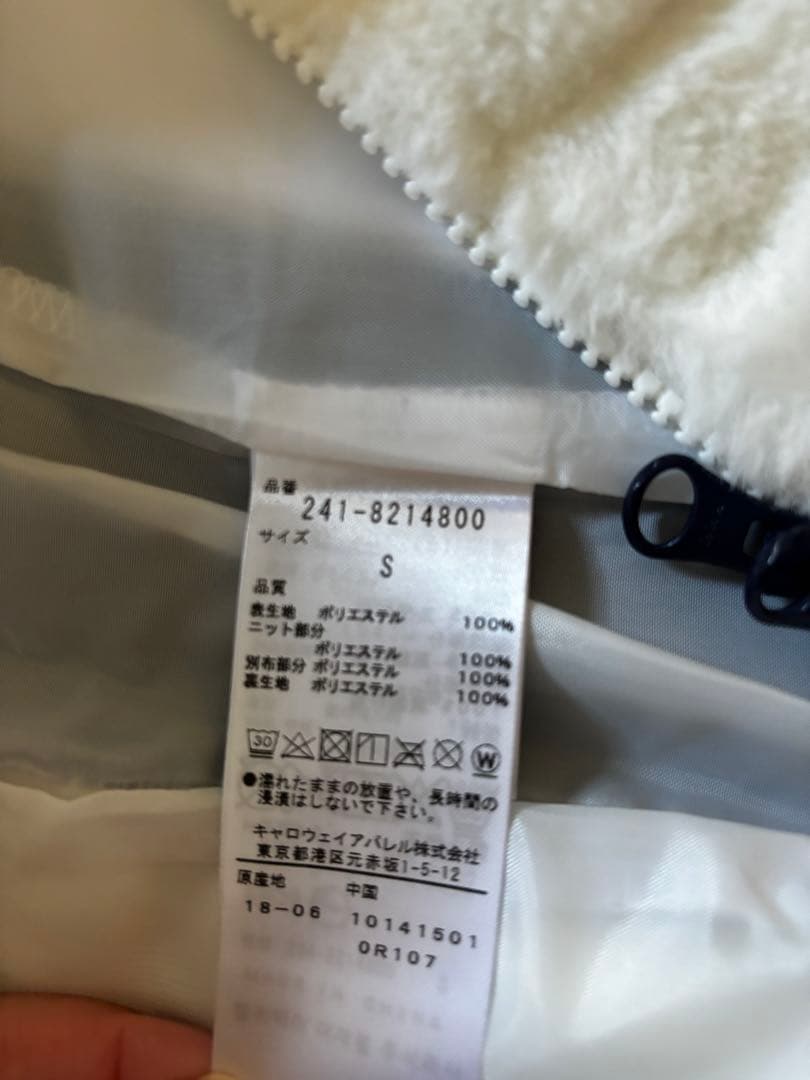 品番
241-8214800
サイズ
S
品質
表生地 ポリエステル 100%
ニット部分
ポリエステル 100%
別布部分 ポリエステル 100%
裏生地 ポリエステル 100%
30
W
●濡れたままの放置や、長時間の
浸漬はしないで下さい。
キャロウェイアパレル株式会社
東京都港区元赤坂1-5-12
原産地 中国
18-06 10141501
0R107